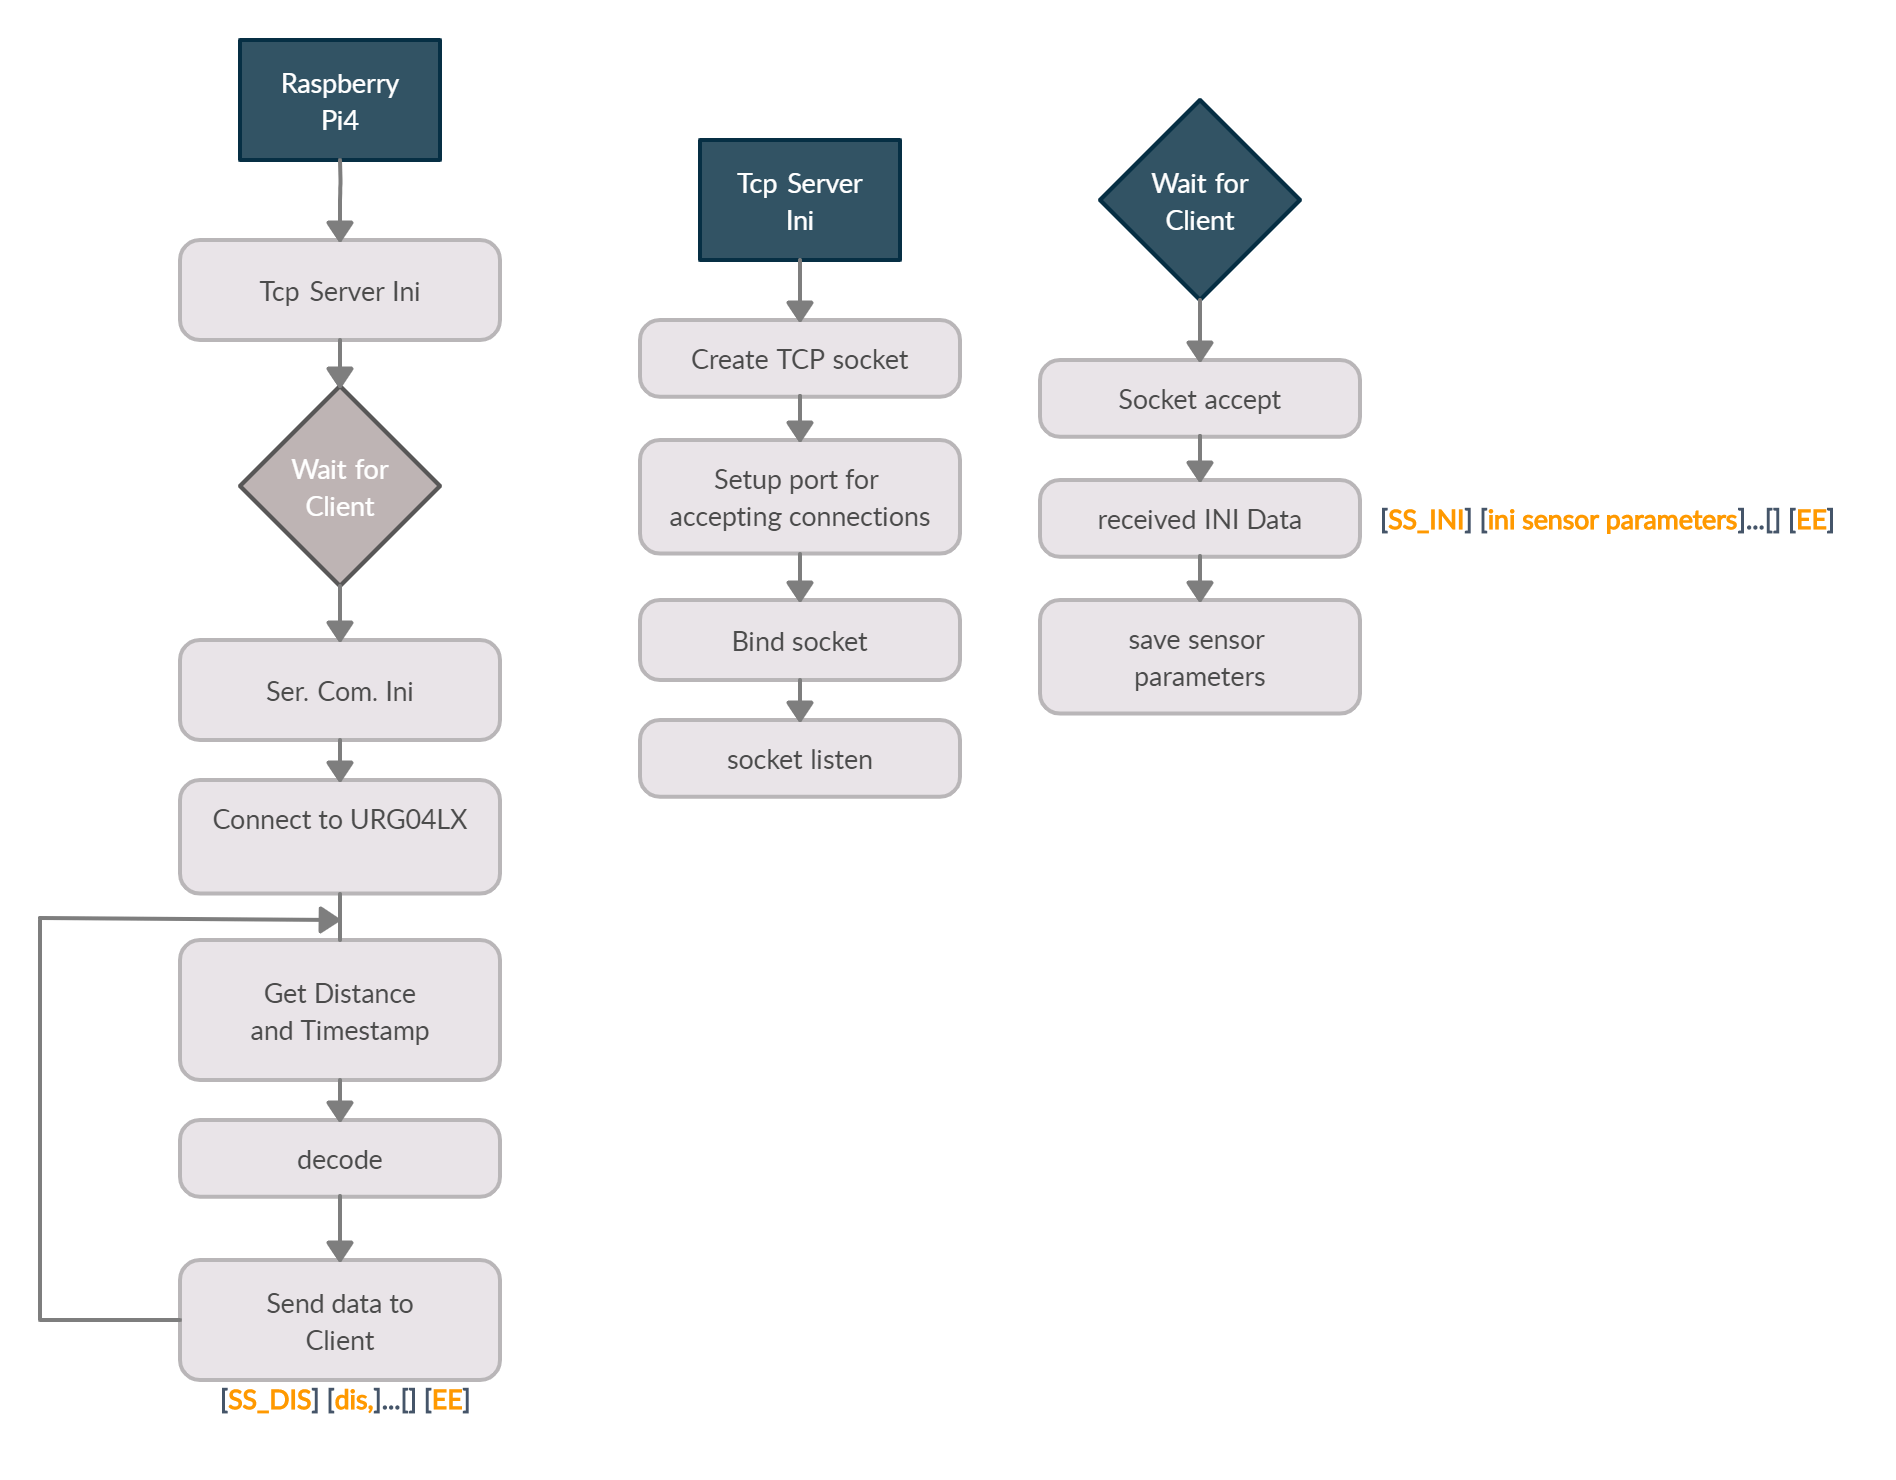 Raspberry
Pi4
Tcp Server Ini
Wait for
Client
Ser. Com. Ini
Connect to URG04LX
Get Distance
and Timestamp
decode
Send data to
Client
[SS_DIS] [dis,]...[] [EE]
Tcp Server
Ini
Create TCP socket
Setup port for
accepting connections
Bind socket
socket listen
Wait for
Client
Socket accept
received INI Data
[SS_INI] [ini sensor parameters]...[] [EE]
save sensor
parameters